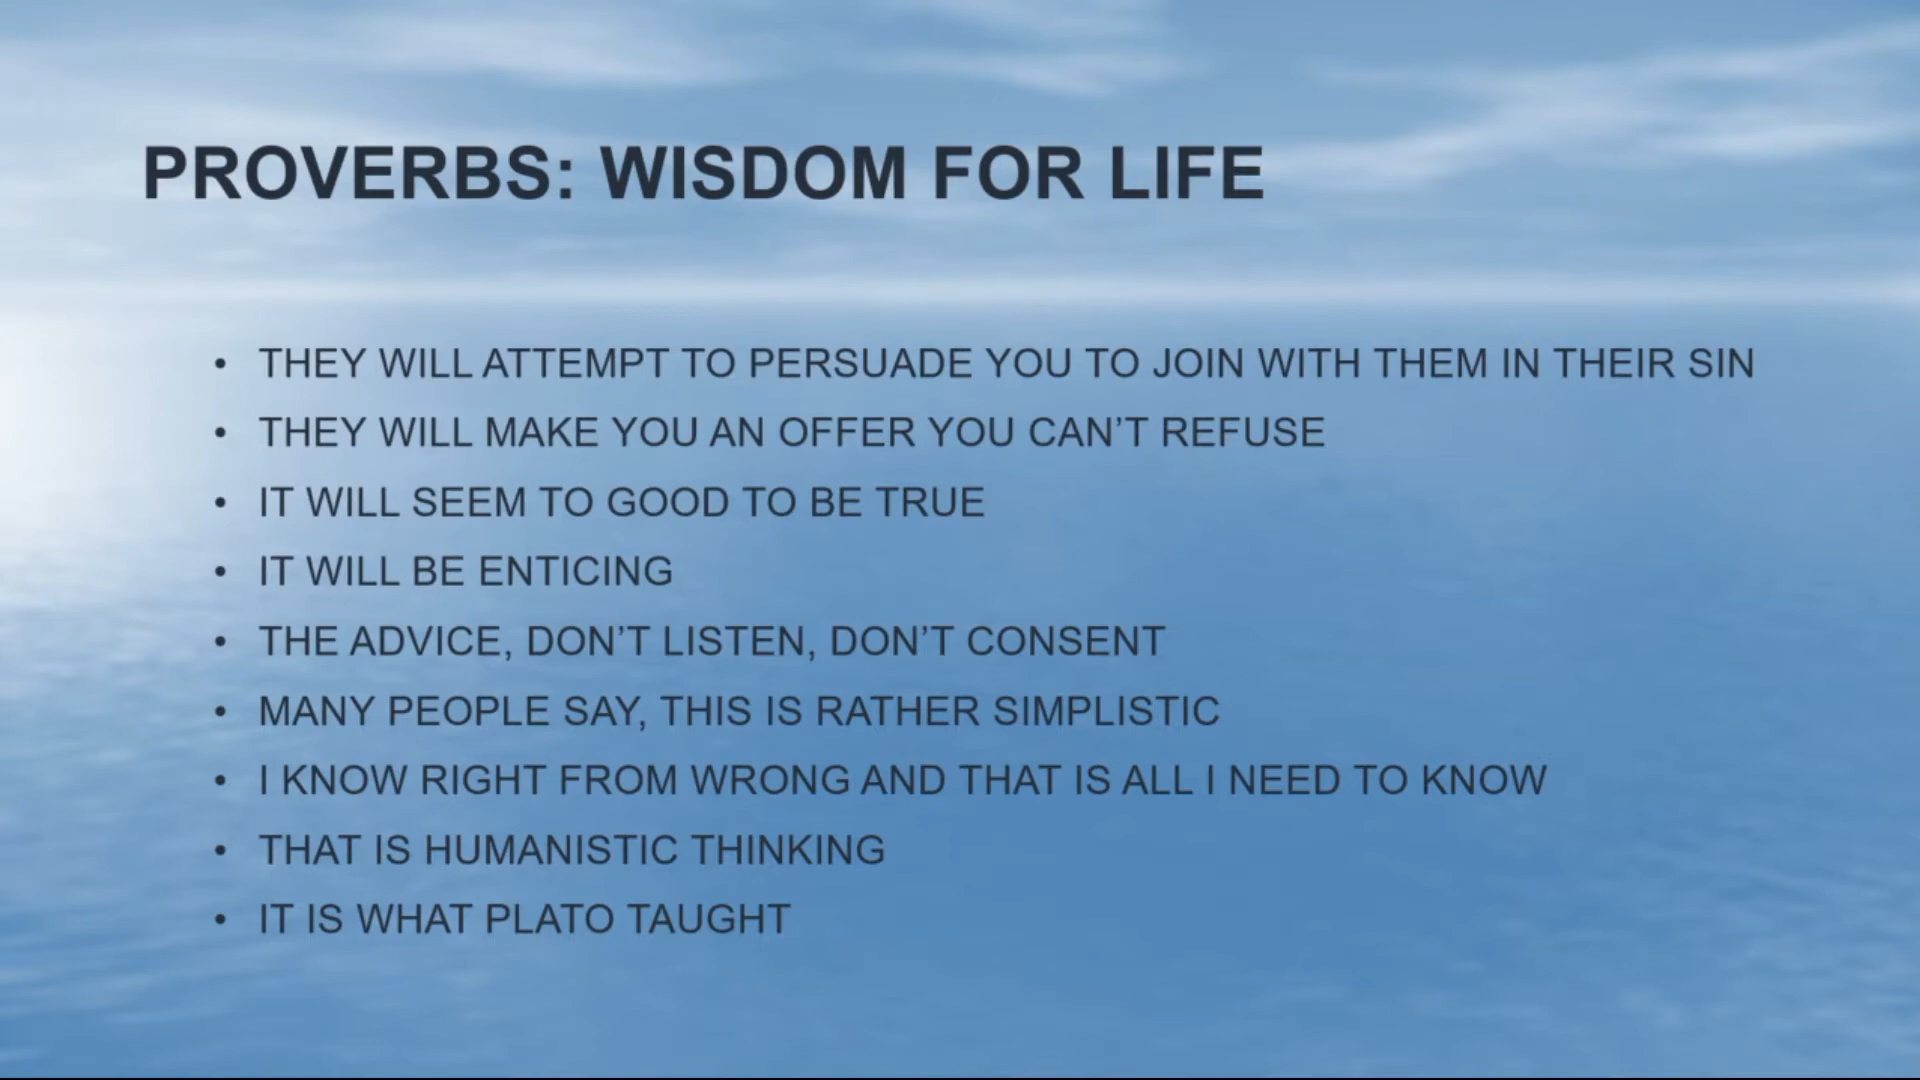 PROVERBS: WISDOM FOR LIFE
• THEY WILL ATTEMPT TO PERSUADE YOU TO JOIN WITH THEM IN THEIR SIN
• THEY WILL MAKE YOU AN OFFER YOU CAN’T REFUSE
• IT WILL SEEM TO GOOD TO BE TRUE
• IT WILL BE ENTICING
• THE ADVICE, DON’T LISTEN, DON’T CONSENT
• MANY PEOPLE SAY, THIS IS RATHER SIMPLISTIC
• I KNOW RIGHT FROM WRONG AND THAT IS ALL I NEED TO KNOW
• THAT IS HUMANISTIC THINKING
• IT IS WHAT PLATO TAUGHT